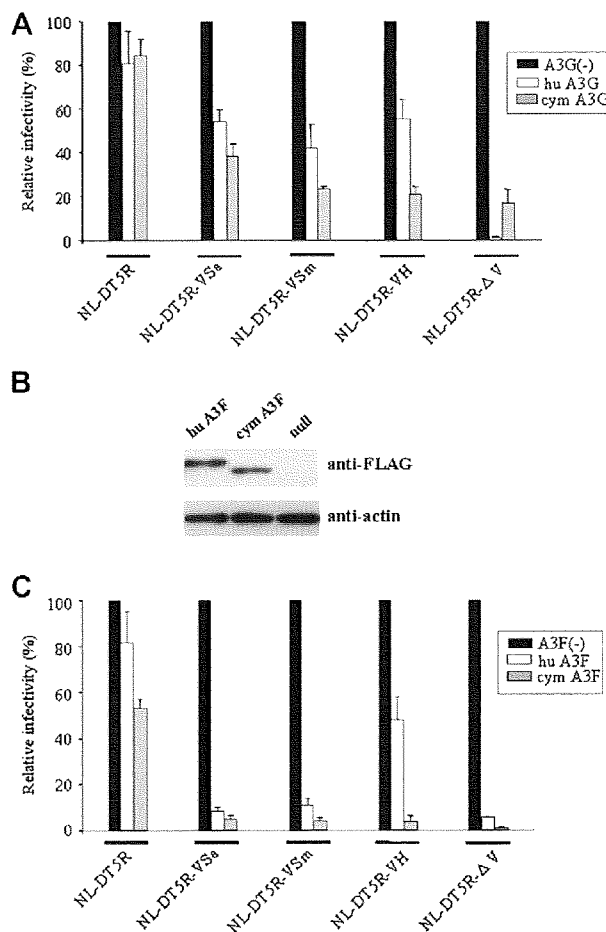 A
Relative infectivity (%)
100
80
60
40
20
0
A3G(-)
hu A3G
cym A3G
NL-DT5R
NL-DT5R-VSa
NL-DT5R-VSm
NL-DT5R-VH
NL-DT5R-Δ V
B
hu A3F
cym A3F
null
anti-FLAG
anti-actin
C
Relative infectivity (%)
100
80
60
40
20
0
A3F(-)
hu A3F
cym A3F
NL-DT5R
NL-DT5R-VSa
NL-DT5R-VSm
NL-DT5R-VH
NL-DT5R-Δ V